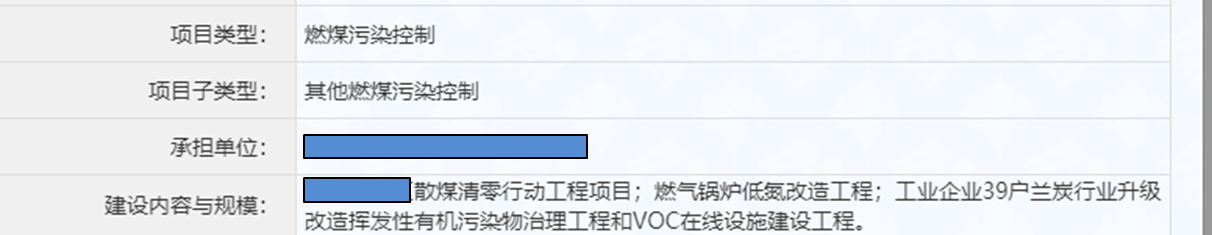 项目类型： 燃煤污染控制
项目子类型： 其他燃煤污染控制
承担单位：
建设内容与规模： 散煤清零行动工程项目；燃气锅炉低氮改造工程；工业企业39户兰炭行业升级
改造挥发性有机污染物治理工程和VOC在线设施建设工程。